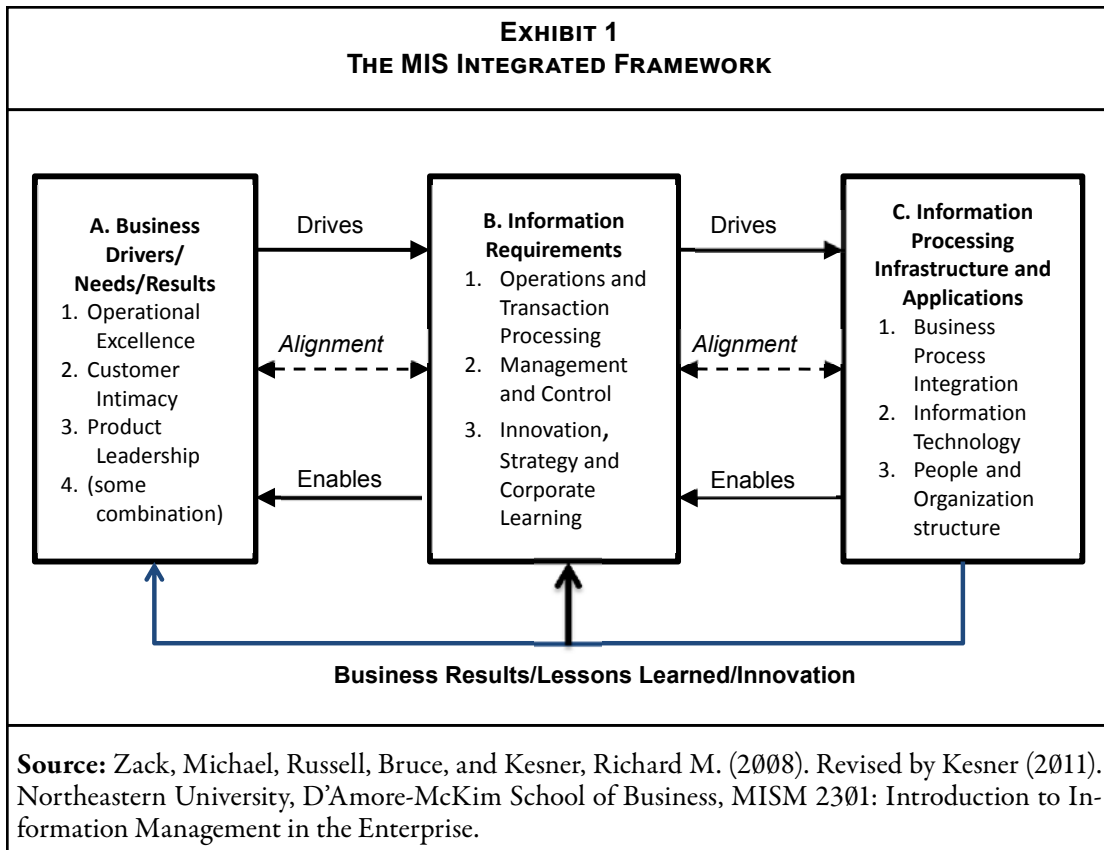 EXHIBIT 1
THE MIS INTEGRATED FRAMEWORK
A. Business
Drivers/
Needs/Results
1. Operational
Excellence
2. Customer
Intimacy
3. Product
Leadership
4. (some
combination)
Drives
Alignment
Enables
B. Information
Requirements
1. Operations and
Transaction
Processing
2. Management
and Control
3. Innovation,
Strategy and
Corporate
Learning
Drives
Alignment
Enables
C. Information
Processing
Infrastructure and
Applications
1. Business
Process
Integration
2. Information
Technology
3. People and
Organization
structure
Business Results/Lessons Learned/Innovation
Source: Zack, Michael, Russell, Bruce, and Kesner, Richard M. (2008). Revised by Kesner (2011).
Northeastern University, D'Amore-McKim School of Business, MISM 2301: Introduction to In-
formation Management in the Enterprise.